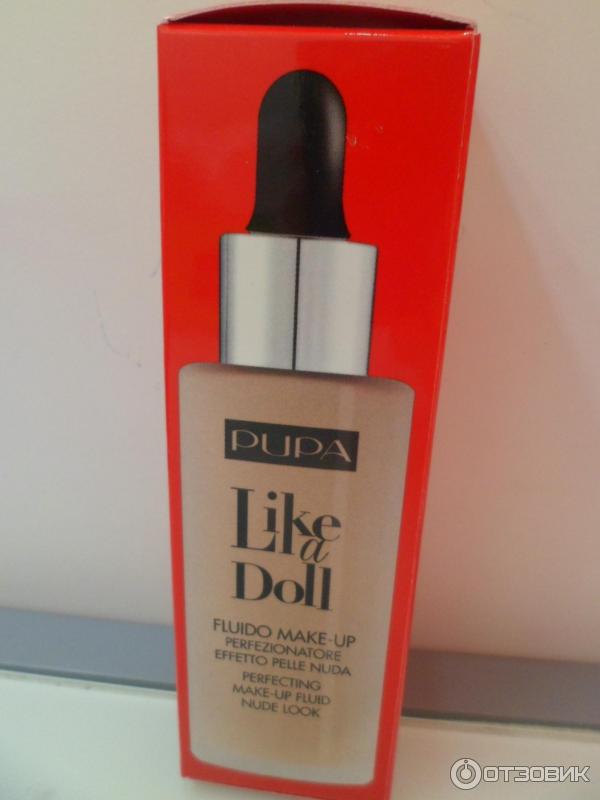 PUPA
Like
a
Doll
FLUIDO MAKE-UP
PERFEZIONATORE
EFFETTO PELLE NUDA
PERFECTING
MAKE-UP FLUID
NUDE LOOK
ОТЗОВИК